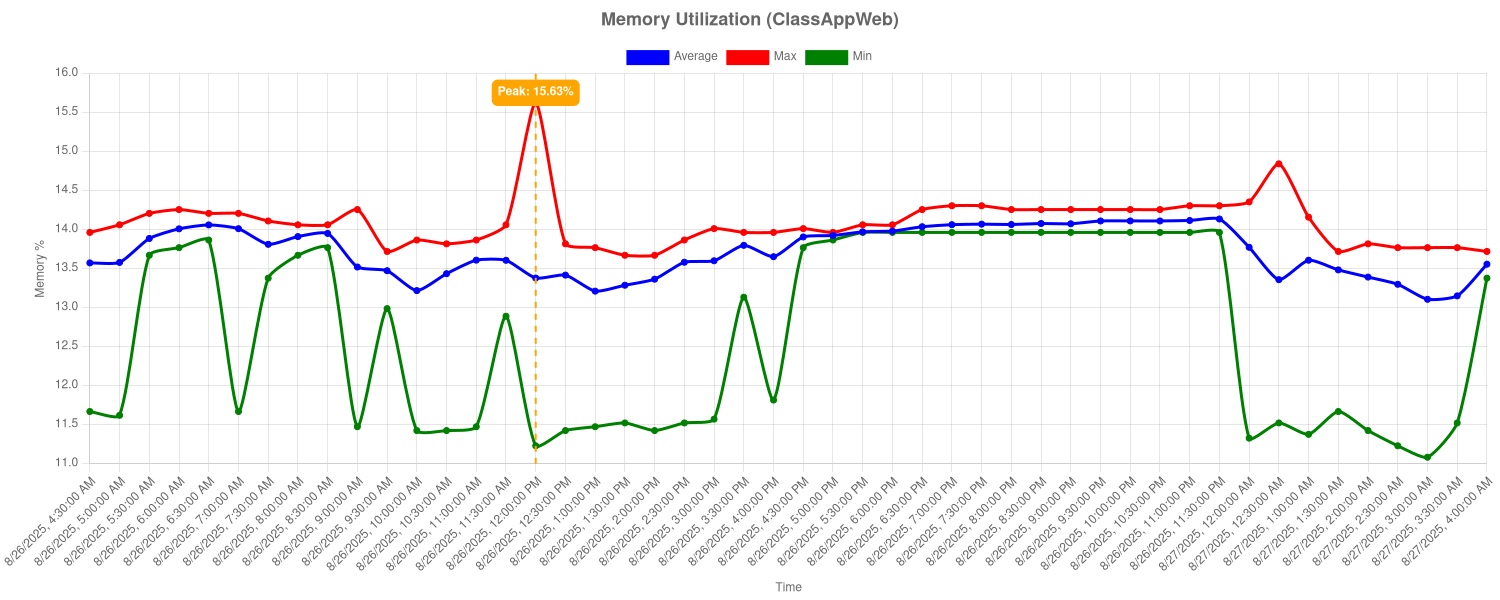 Memory Utilization (ClassAppWeb)
Average Max Min
Peak: 15.63%
Memory %
16.0
15.5
15.0
14.5
14.0
13.5
13.0
12.5
12.0
11.5
11.0
8/26/2025, 4:30:00 AM
8/26/2025, 5:00:00 AM
8/26/2025, 5:30:00 AM
8/26/2025, 6:00:00 AM
8/26/2025, 6:30:00 AM
8/26/2025, 7:00:00 AM
8/26/2025, 7:30:00 AM
8/26/2025, 8:00:00 AM
8/26/2025, 8:30:00 AM
8/26/2025, 9:00:00 AM
8/26/2025, 9:30:00 AM
8/26/2025, 10:00:00 AM
8/26/2025, 10:30:00 AM
8/26/2025, 11:00:00 AM
8/26/2025, 11:30:00 AM
8/26/2025, 12:00:00 PM
8/26/2025, 12:30:00 PM
8/26/2025, 1:00:00 PM
8/26/2025, 1:30:00 PM
8/26/2025, 2:00:00 PM
8/26/2025, 2:30:00 PM
8/26/2025, 3:00:00 PM
8/26/2025, 3:30:00 PM
8/26/2025, 4:00:00 PM
8/26/2025, 4:30:00 PM
8/26/2025, 5:00:00 PM
8/26/2025, 5:30:00 PM
8/26/2025, 6:00:00 PM
8/26/2025, 6:30:00 PM
8/26/2025, 7:00:00 PM
8/26/2025, 7:30:00 PM
8/26/2025, 8:00:00 PM
8/26/2025, 8:30:00 PM
8/26/2025, 9:00:00 PM
8/26/2025, 9:30:00 PM
8/26/2025, 10:00:00 PM
8/26/2025, 10:30:00 PM
8/26/2025, 11:00:00 PM
8/26/2025, 11:30:00 PM
8/27/2025, 12:00:00 AM
8/27/2025, 12:30:00 AM
8/27/2025, 1:00:00 AM
8/27/2025, 1:30:00 AM
8/27/2025, 2:00:00 AM
8/27/2025, 2:30:00 AM
8/27/2025, 3:00:00 AM
8/27/2025, 3:30:00 AM
8/27/2025, 4:00:00 AM
Time